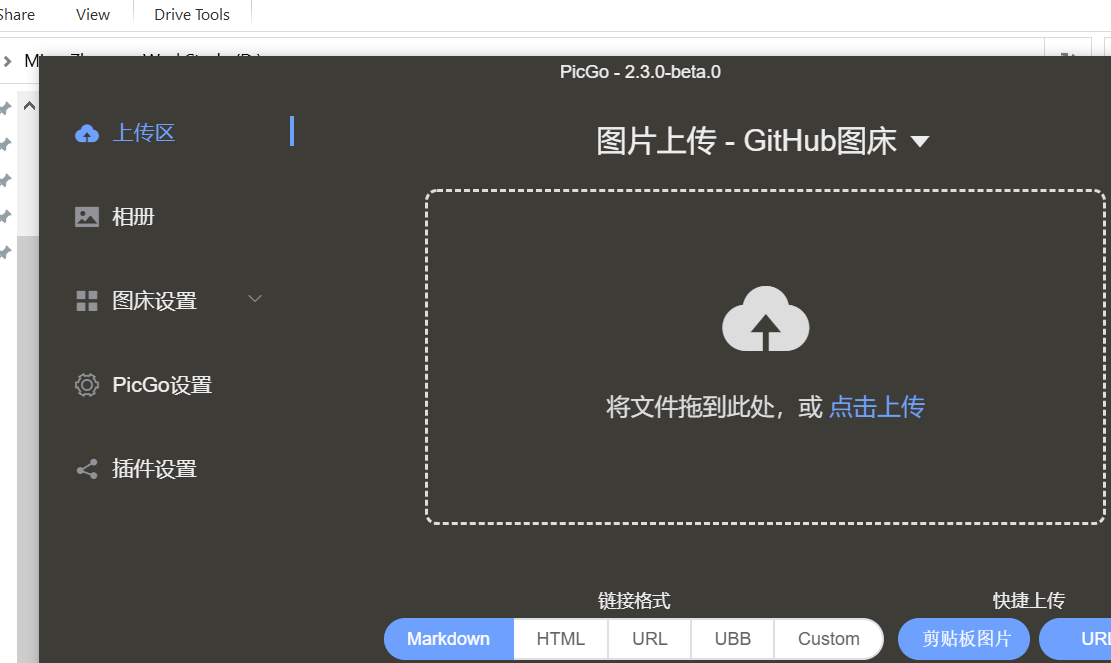 Share View Drive Tools
PicGo - 2.3.0-beta.0
上传区
相册
图床设置
PicGo设置
插件设置
图片上传 - GitHub图床
将文件拖到此处，或 点击上传
链接格式 快捷上传
Markdown HTML URL UBB Custom 剪贴板图片 URL